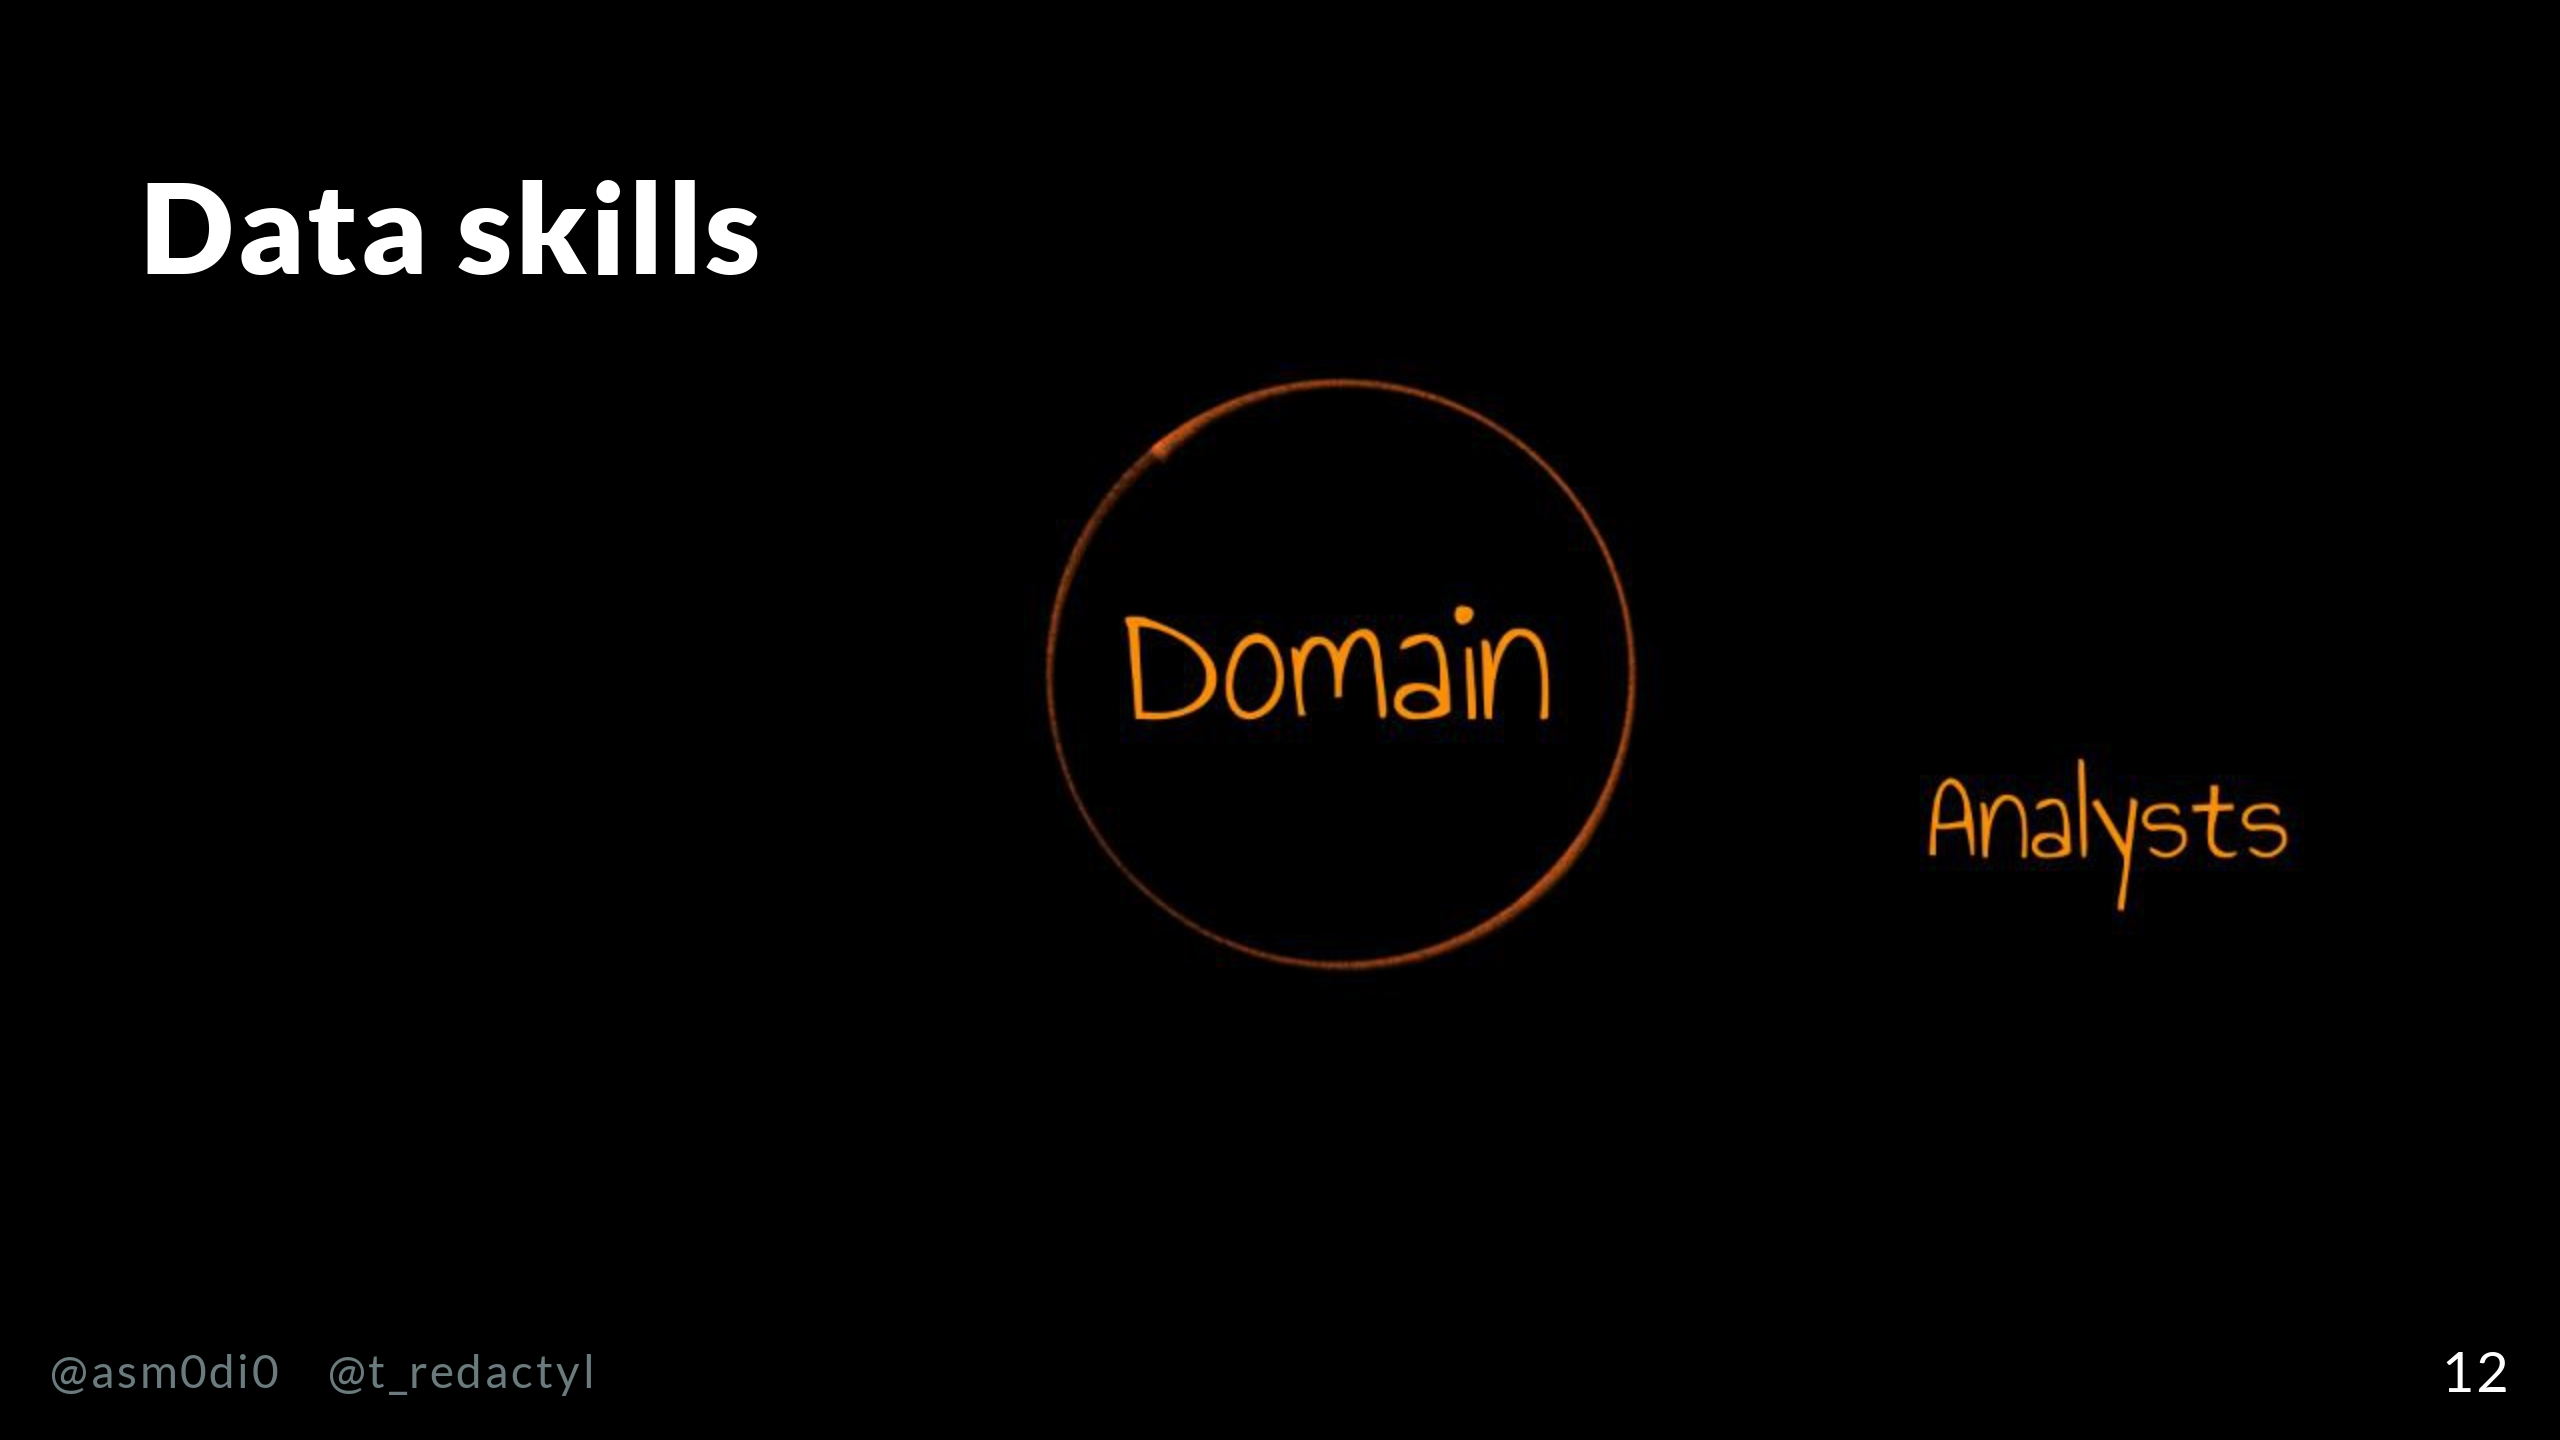 Data skills
Domain
Analysts
@asm0di0 @t_redactyl
12